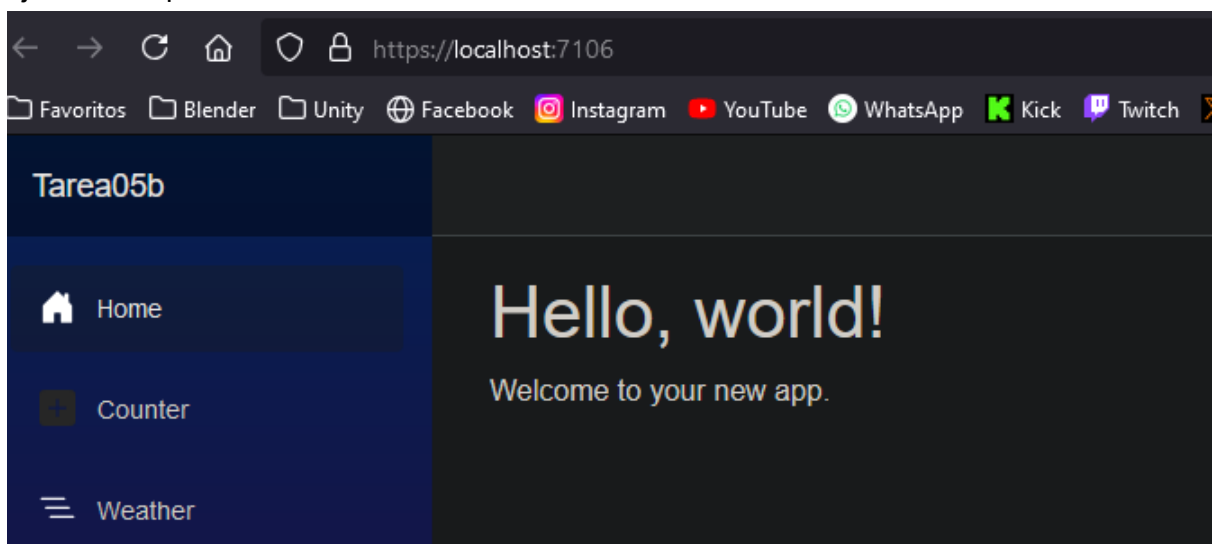 https://localhost:7106
Favoritos Blender Unity Facebook Instagram YouTube WhatsApp Kick Twitch
Tarea05b
Home
Hello, world!
Welcome to your new app.
Counter
Weather